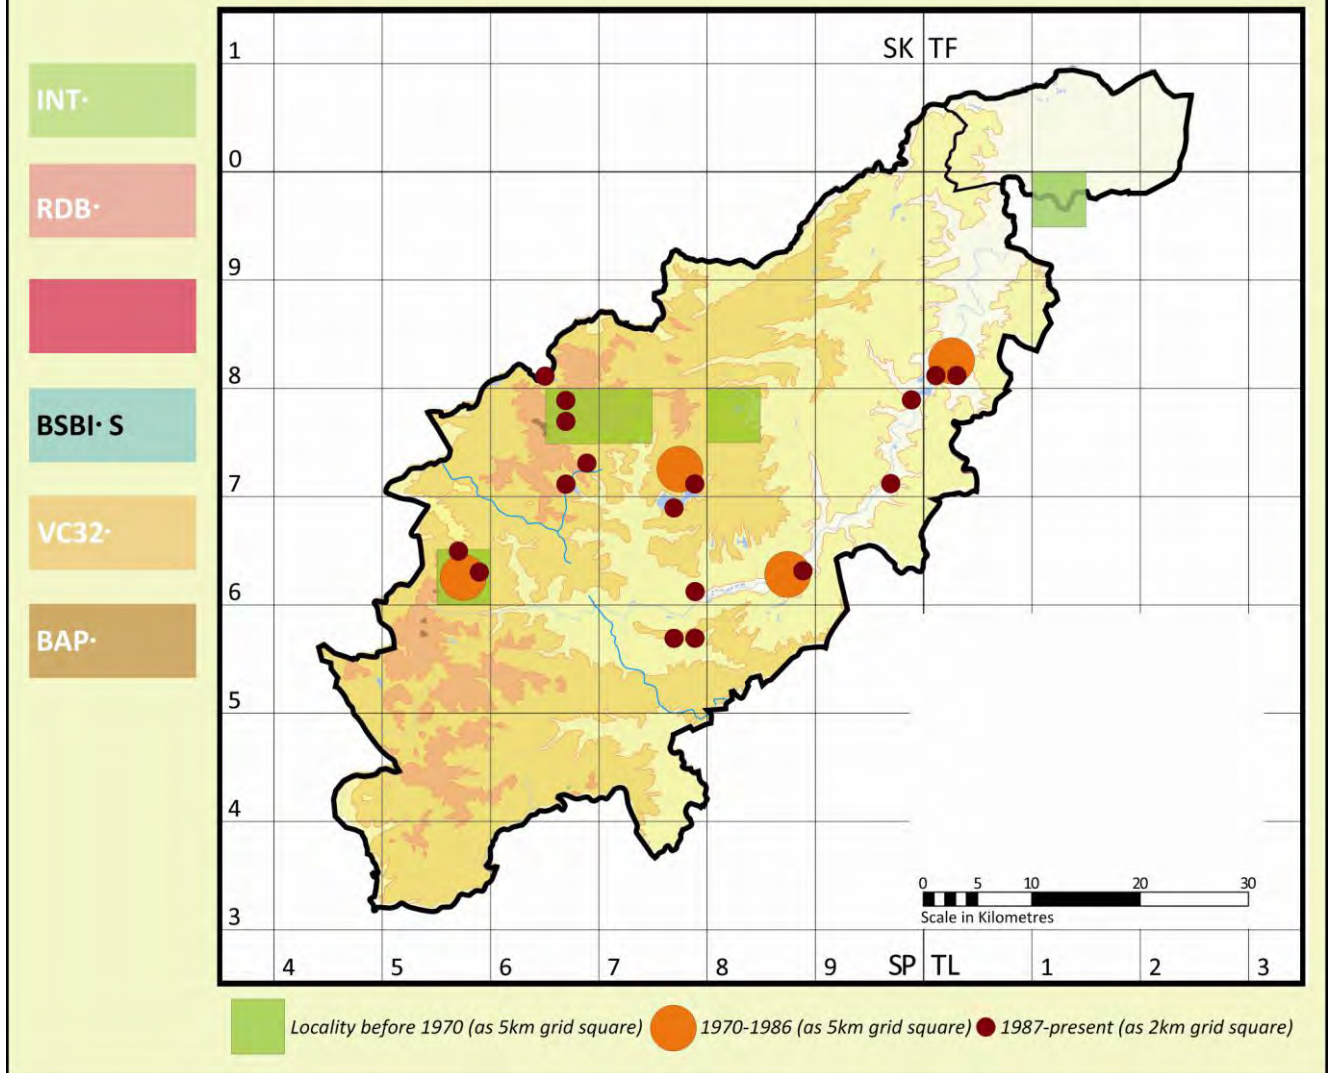 INT·
RDB·
BSBI· S
VC32·
BAP·
SK TF
1
0
9
8
7
6
5
4
3
4 5 6 7 8 9 SP TL 1 2 3
0 5 10 20 30
Scale in Kilometres
Locality before 1970 (as 5km grid square) 1970-1986 (as 5km grid square) 1987-present (as 2km grid square)